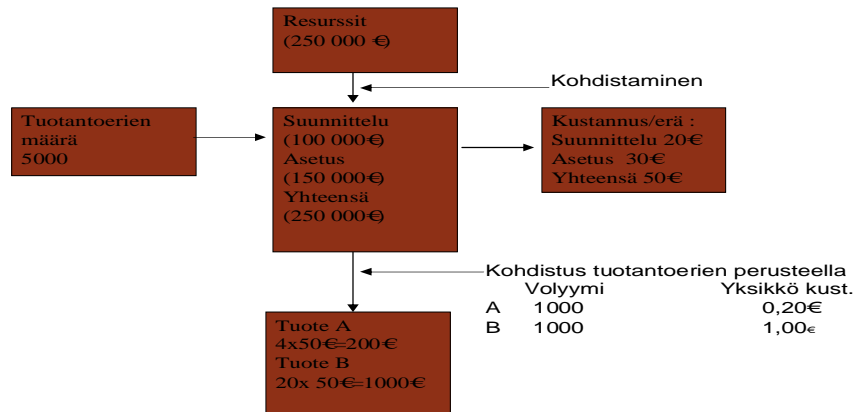 Resurssit
(250 000 €)
Kohdistaminen
Tuotantoerien
määrä
5000
Suunnittelu
(100 000€)
Asetus
(150 000€)
Yhteensä
(250 000€)
Kustannus/erä :
Suunnittelu 20€
Asetus 30€
Yhteensä 50€
Kohdistus tuotantoerien perusteella
Volyymi Yksikkö kust.
A 1000 0,20€
B 1000 1,00€
Tuote A
4x50€=200€
Tuote B
20x 50€=1000€